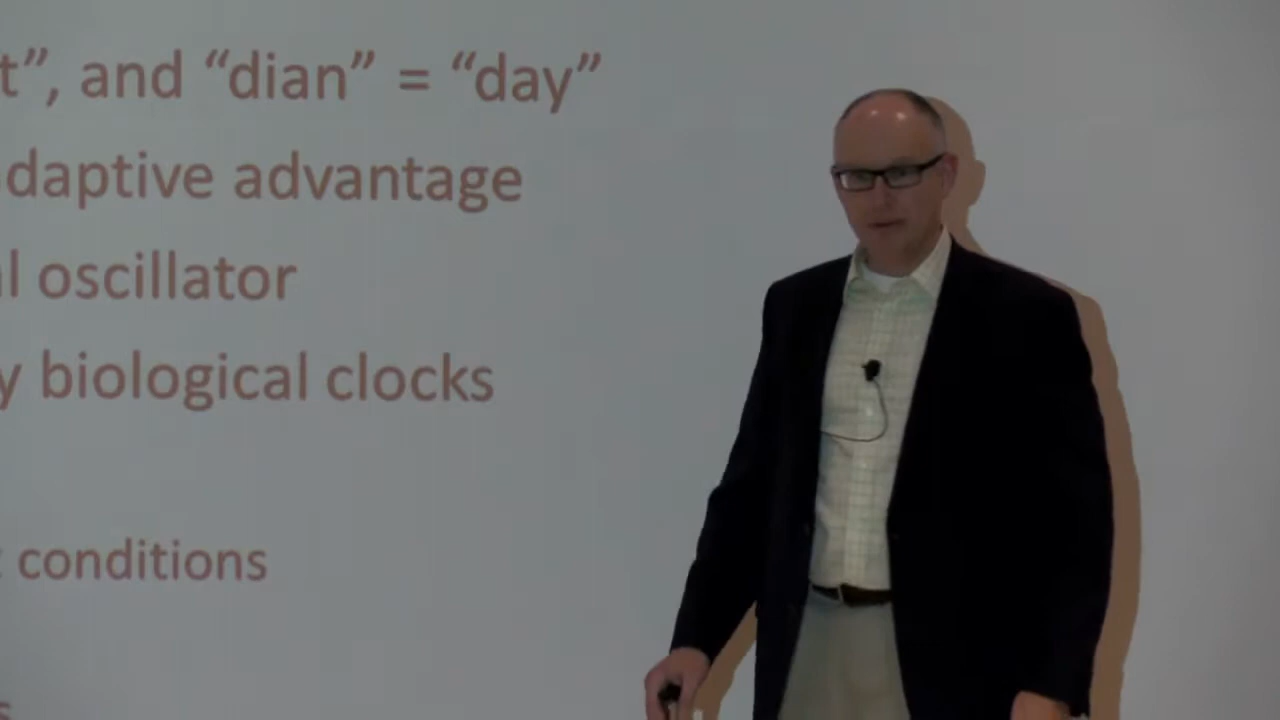 t”, and “dian” = “day”
daptive advantage
l oscillator
y biological clocks
conditions
s